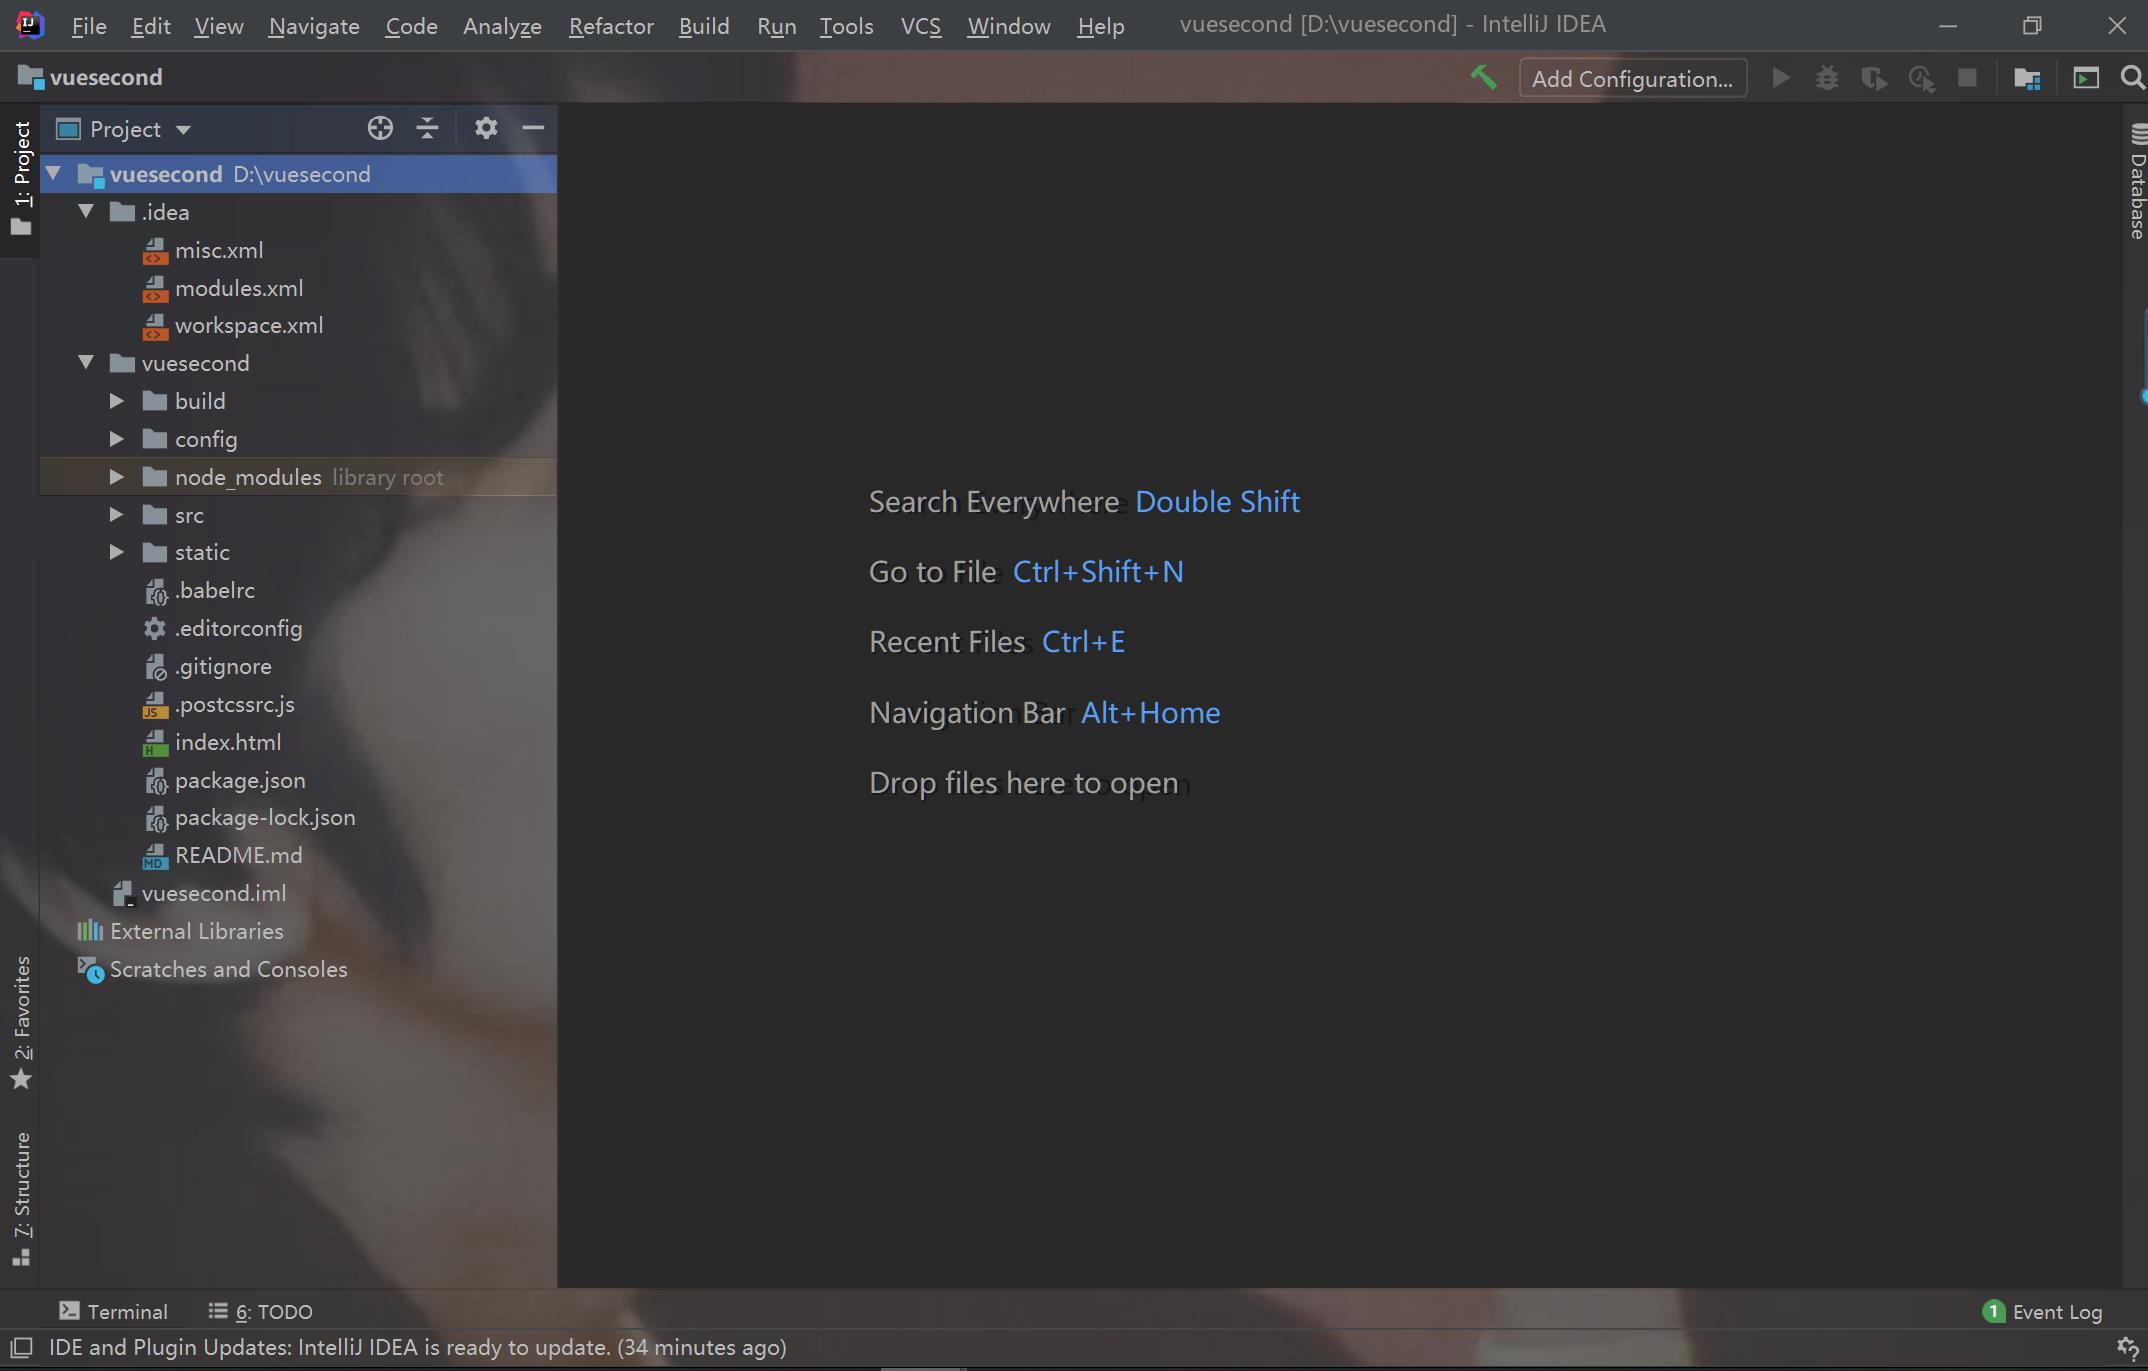 File Edit View Navigate Code Analyze Refactor Build Run Tools VCS Window Help vuesecond [D:\vuesecond] - IntelliJ IDEA
vuesecond Add Configuration...
1: Project
Project
vuesecond D:\vuesecond
.idea
misc.xml
modules.xml
workspace.xml
vuesecond
build
config
node_modules library root
src
static
.babelrc
.editorconfig
.gitignore
.postcssrc.js
index.html
package.json
package-lock.json
README.md
vuesecond.iml
External Libraries
Scratches and Consoles
2: Favorites
7: Structure
Search Everywhere Double Shift
Go to File Ctrl+Shift+N
Recent Files Ctrl+E
Navigation Bar Alt+Home
Drop files here to open
Database
Terminal 6: TODO 1 Event Log
IDE and Plugin Updates: IntelliJ IDEA is ready to update. (34 minutes ago)